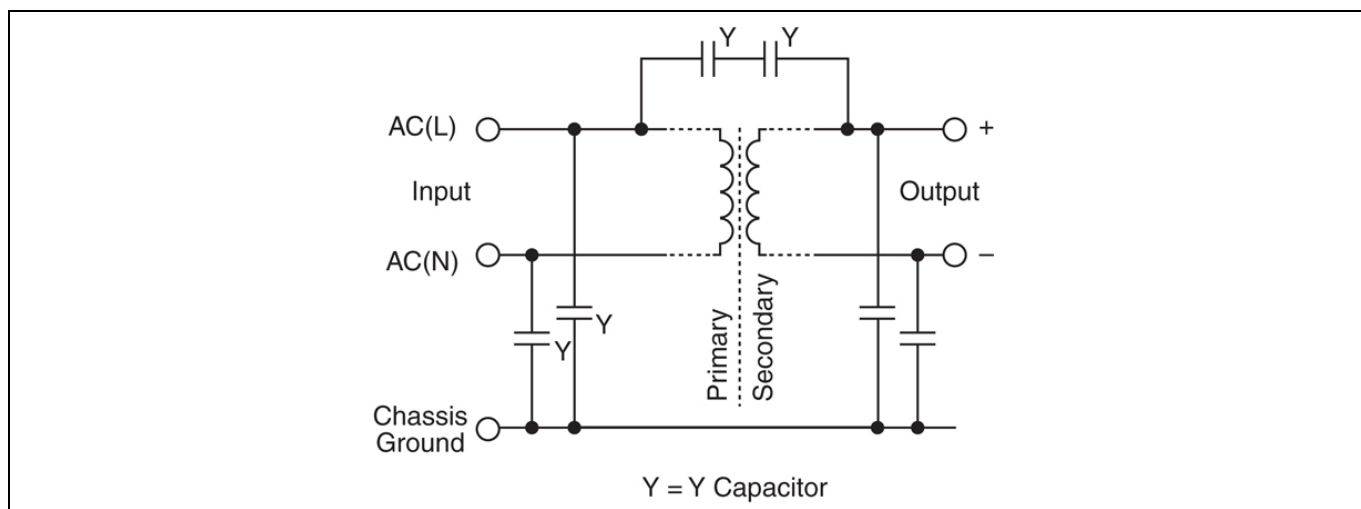 Y Y
AC(L)
+
Input
Output
AC(N)
–
Primary
Secondary
Y
Y
Chassis
Ground
Y = Y Capacitor